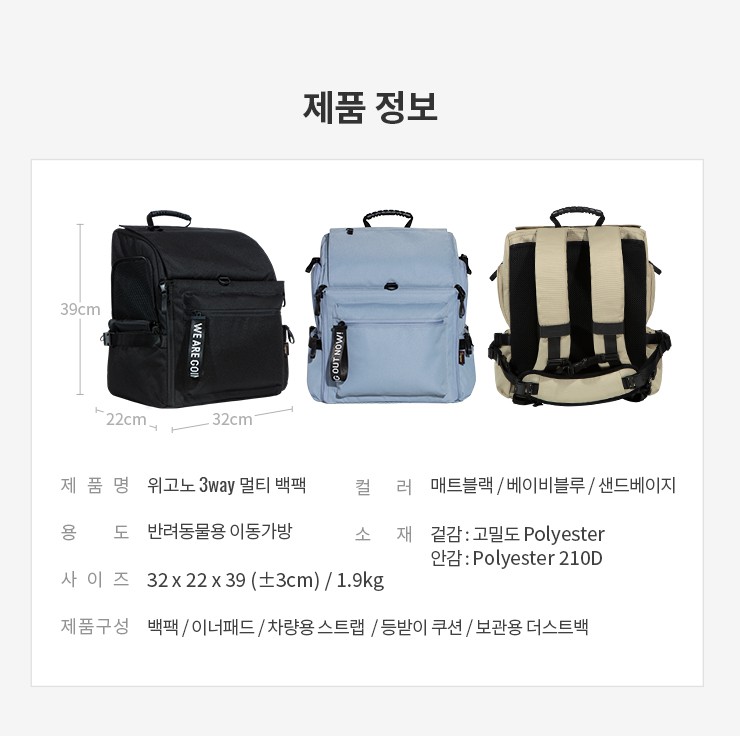 제품 정보
39cm
22cm
32cm
WE ARE GO!!
G OUT NOW!
제 품 명 위고노 3way 멀티 백팩
컬 러 매트블랙 / 베이비블루 / 샌드베이지
용 도 반려동물용 이동가방
소 재 겉감 : 고밀도 Polyester
안감 : Polyester 210D
사 이 즈 32 x 22 x 39 (±3cm) / 1.9kg
제품구성 백팩 / 이너패드 / 차량용 스트랩 / 등받이 쿠션 / 보관용 더스트백